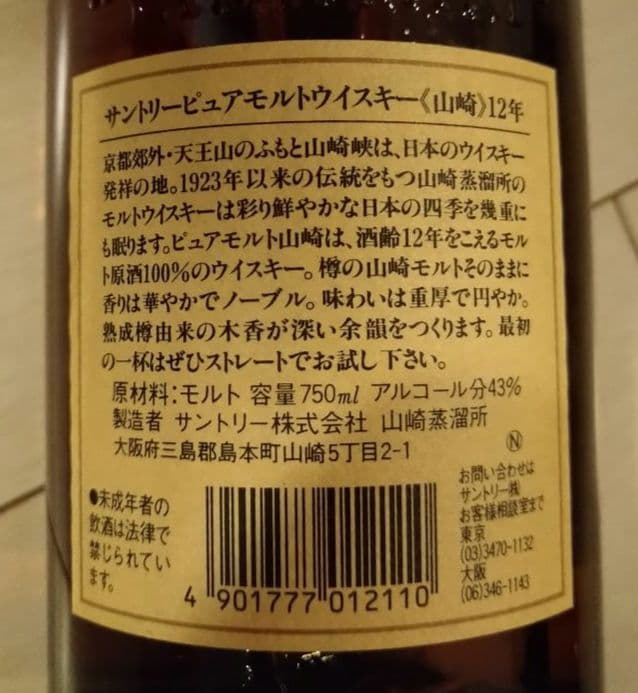 サントリーピュアモルトウイスキー《山崎》12年
京都郊外・天王山のふもと山崎峡は、日本のウイスキー
発祥の地。1923年以来の伝統をもつ山崎蒸溜所の
モルトウイスキーは彩り鮮やかな日本の四季を幾重に
も眠ります。ピュアモルト山崎は、酒齢12年をこえるモル
ト原酒100%のウイスキー。樽の山崎モルトそのままに
香りは華やかでノーブル。味わいは重厚で円やか。
熟成樽由来の木香が深い余韻をつくります。最初
の一杯はぜひストレートでお試し下さい。
原材料:モルト 容量750ml アルコール分43%
製造者 サントリー株式会社 山崎蒸溜所
大阪府三島郡島本町山崎5丁目2-1
Ⓝ
●未成年者の
飲酒は法律で
禁じられてい
ます。
4 901777 012110
お問い合わせは
サントリー㈱
お客様相談室まで
東京
(03)3470-1132
大阪
(06)346-1143